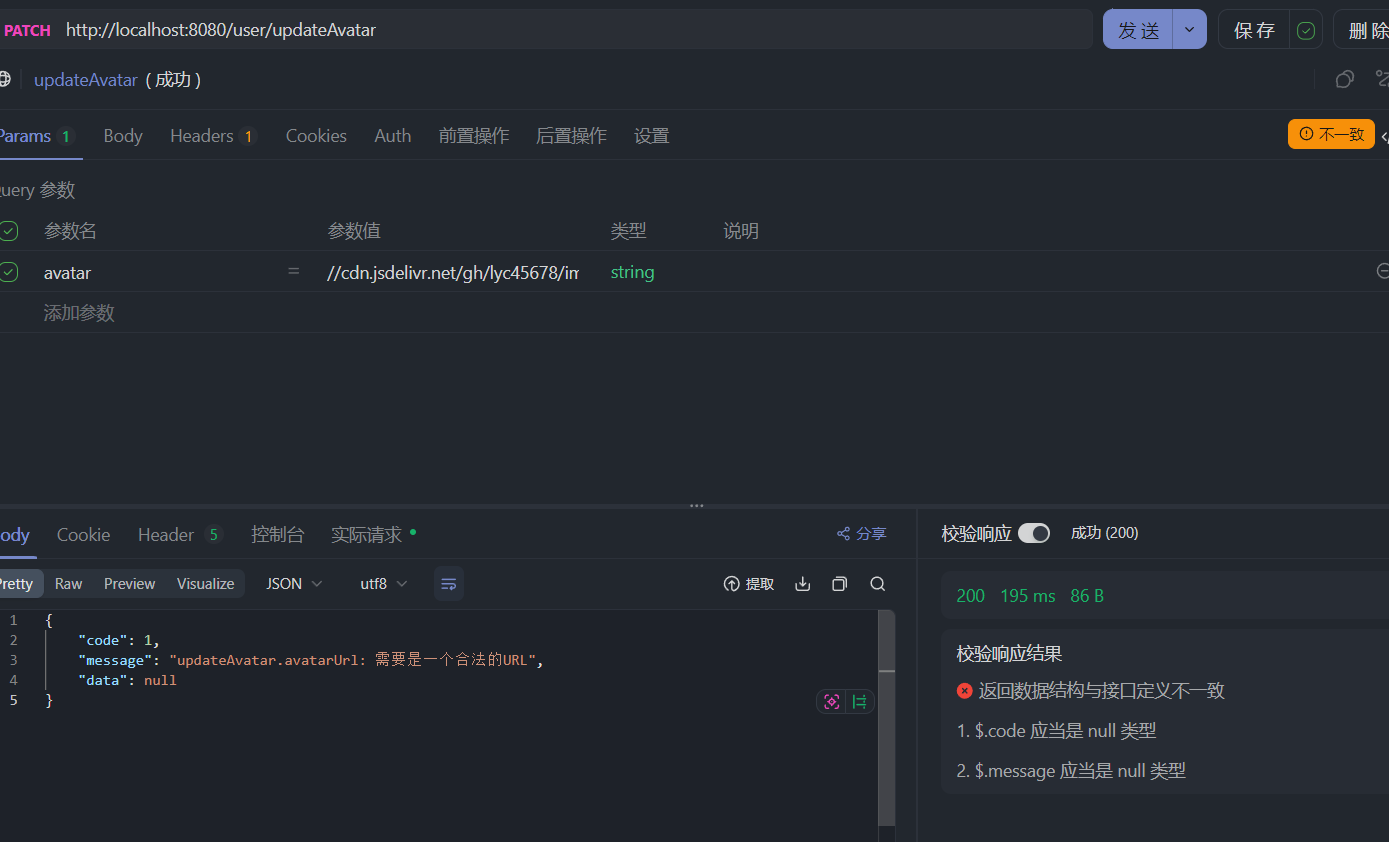 PATCH http://localhost:8080/user/updateAvatar 发 送 保 存 删 除
updateAvatar ( 成功 )
Params 1 Body Headers 1 Cookies Auth 前置操作 后置操作 设置 不一致
uery 参数
参数名 参数值 类型 说明
avatar = //cdn.jsdelivr.net/gh/lyc45678/im string
添加参数
ody Cookie Header 5 控制台 实际请求 分享 校验响应 成功 (200)
Pretty Raw Preview Visualize JSON utf8 提取
200 195 ms 86 B
1 {
2 "code": 1,
3 "message": "updateAvatar.avatarUrl: 需要是一个合法的URL",
4 "data": null
5 }
校验响应结果
返回数据结构与接口定义不一致
1. $.code 应当是 null 类型
2. $.message 应当是 null 类型